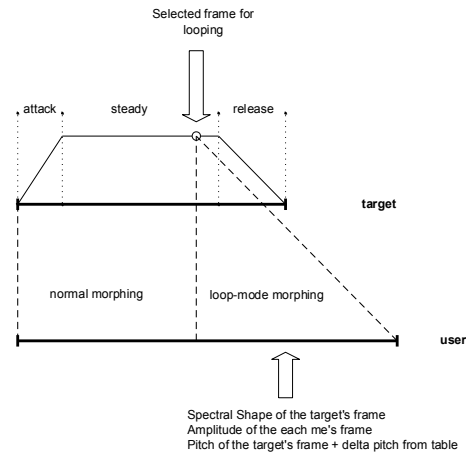 Selected frame for
looping
attack
steady
release
target
normal morphing
loop-mode morphing
user
Spectral Shape of the target's frame
Amplitude of the each me's frame
Pitch of the target's frame + delta pitch from table